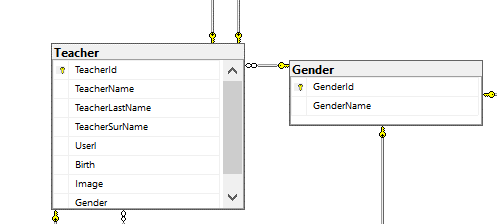 Teacher
TeacherId
TeacherName
TeacherLastName
TeacherSurName
UserI
Birth
Image
Gender
Gender
GenderId
GenderName